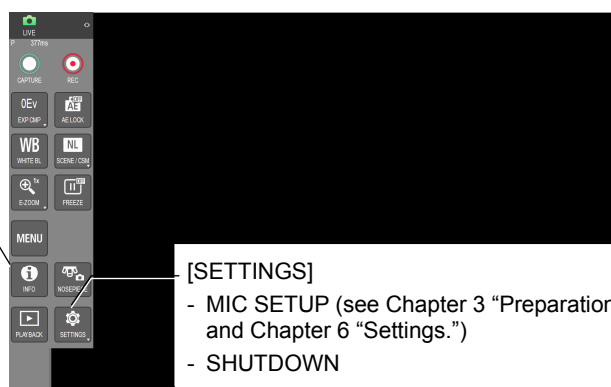 LIVE
P 377ms
CAPTURE REC
0Ev AE
EXP CMP AE LOCK
WB NL
WHITE BL SCENE / CSM
1x
E-ZOOM FREEZE
MENU
INFO NOSEPIECE
PLAYBACK SETTINGS
[SETTINGS]
- MIC SETUP (see Chapter 3 “Preparation
and Chapter 6 “Settings.”)
- SHUTDOWN